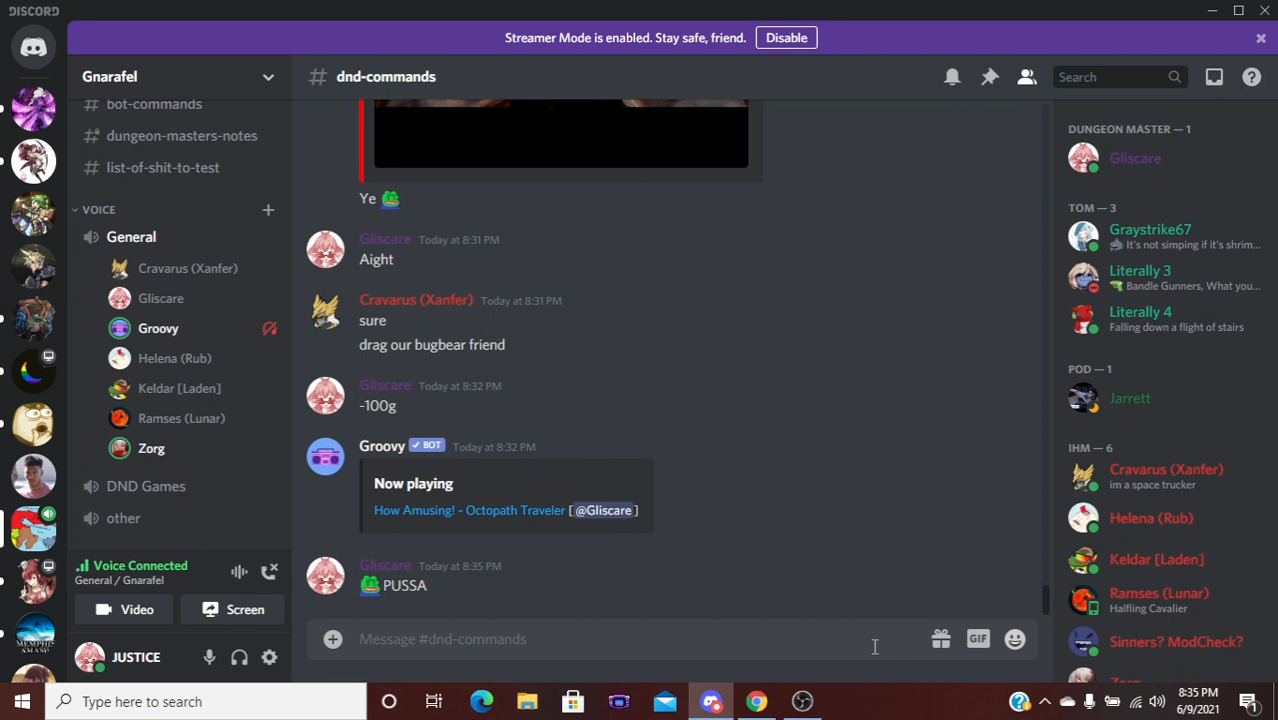 DISCORD
Streamer Mode is enabled. Stay safe, friend. Disable
Gnarafel
# dnd-commands
Search
# bot-commands
# dungeon-masters-notes
# list-of-shit-to-test
VOICE
General
Cravarus (Xanfer)
Gliscare
Groovy
Helena (Rub)
Keldar [Laden]
Ramses (Lunar)
Zorg
DND Games
other
Voice Connected
General / Gnarafel
Video
Screen
JUSTICE
Ye
Gliscare Today at 8:31 PM
Aight
Cravarus (Xanfer) Today at 8:31 PM
sure
drag our bugbear friend
Gliscare Today at 8:32 PM
-100g
Groovy ✓ BOT Today at 8:32 PM
Now playing
How Amusing! - Octopath Traveler [ @Gliscare ]
Gliscare Today at 8:35 PM
PUSSA
Message #dnd-commands
GIF
DUNGEON MASTER — 1
Gliscare
TOM — 3
Graystrike67
It's not simping if it's shrim...
Literally 3
Bandle Gunners, What you...
Literally 4
Falling down a flight of stairs
POD — 1
Jarrett
IHM — 6
Cravarus (Xanfer)
im a space trucker
Helena (Rub)
Keldar [Laden]
Ramses (Lunar)
Halfling Cavalier
Sinners? ModCheck?
Zorg
MEMPHIS
SMASH
Type here to search
8:35 PM
6/9/2021
1